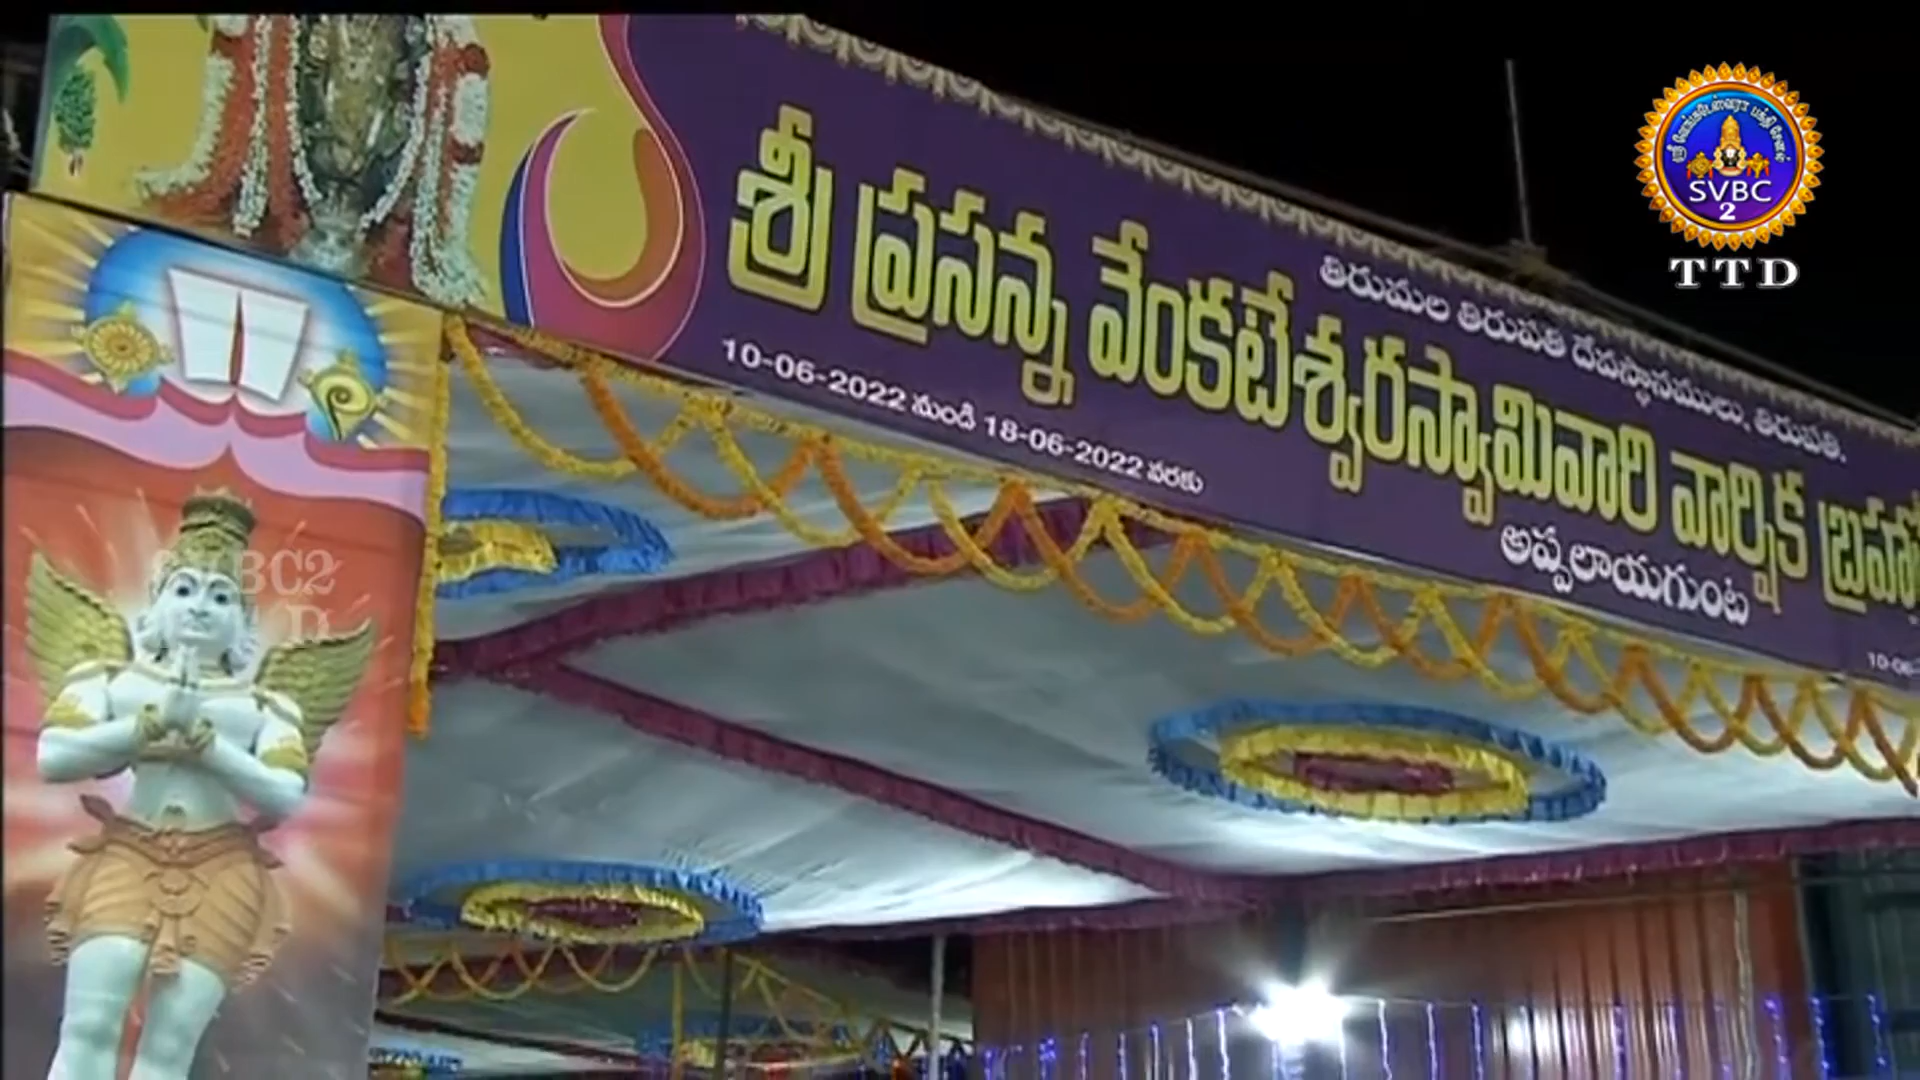 తిరుమల తిరుపతి దేవస్థానములు, తిరుపతి.
శ్రీ ప్రసన్న వేంకటేశ్వరస్వామివారి వార్షిక
10-06-2022 నుండి 18-06-2022 వరకు
అప్పలాయగుంట
SVBC
2
TTD